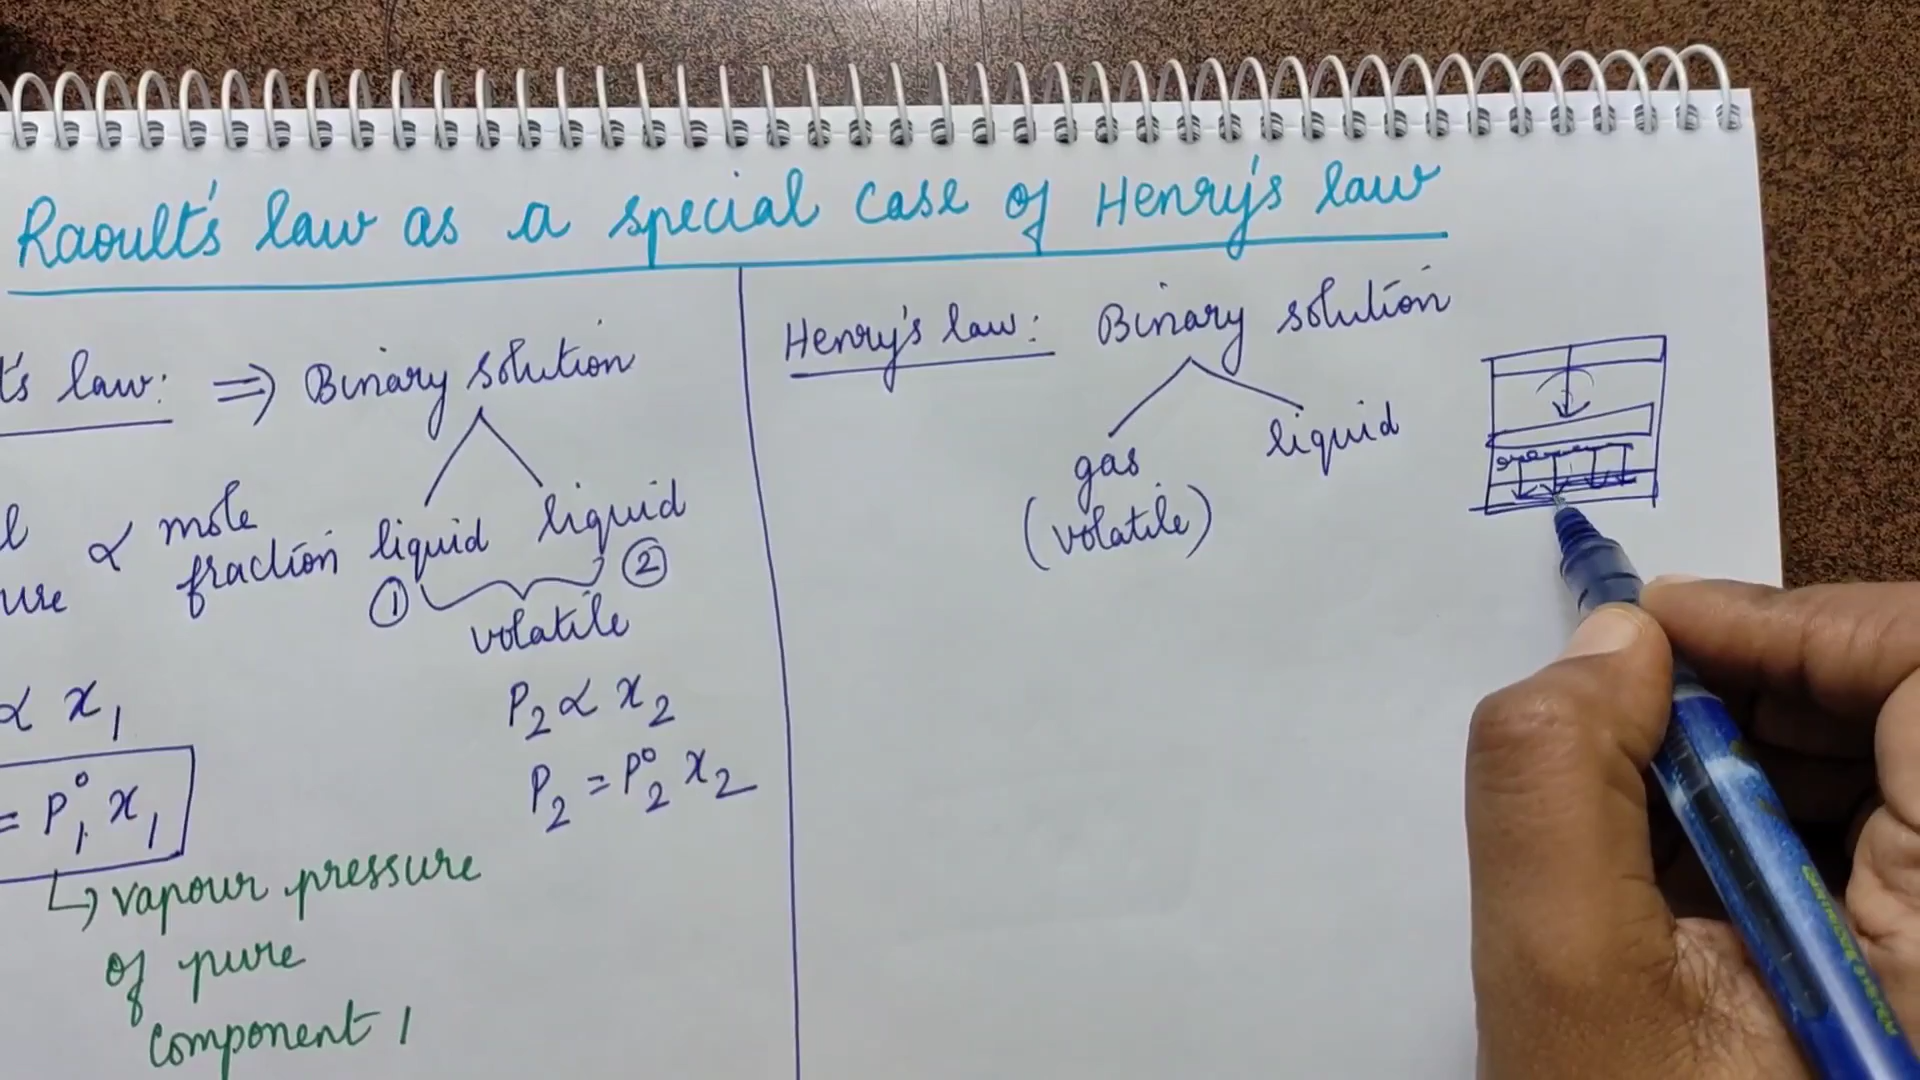 Raoult's law as a special case of Henry's law
t's law: ⇒ Binary solution
l ∝ mole fraction
ure
liquid liquid
① ②
volatile
∝ x₁
= P₁⁰ x₁
P₂ ∝ x₂
P₂ = P₂⁰ x₂
↳ vapour pressure
of pure
component 1
Henry's law: Binary solution
gas liquid
(volatile)